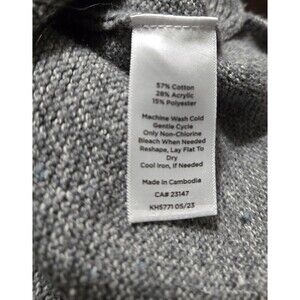 57% Cotton
28% Acrylic
15% Polyester
Machine Wash Cold
Gentle Cycle
Only Non-Chlorine
Bleach When Needed
Reshape, Lay Flat To
Dry
Cool Iron, If Needed
Made In Cambodia
CA# 23147
KH5771 05/23